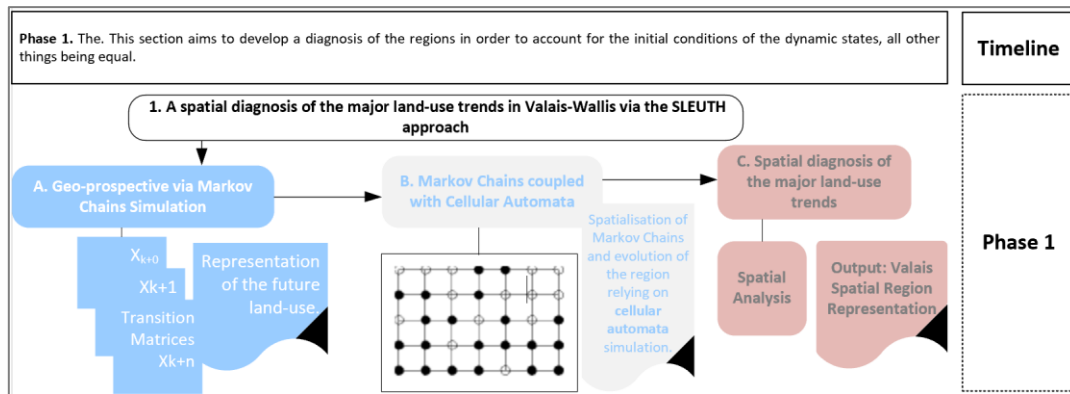 Phase 1. The. This section aims to develop a diagnosis of the regions in order to account for the initial conditions of the dynamic states, all other
things being equal.
Timeline
1. A spatial diagnosis of the major land-use trends in Valais-Wallis via the SLEUTH
approach
A. Geo-prospective via Markov
Chains Simulation
B. Markov Chains coupled
with Cellular Automata
C. Spatial diagnosis of
the major land-use
trends
Xk+0
Xk+1
Transition
Matrices
Xk+n
Representation
of the future
land-use.
Spatialisation of
Markov Chains
and evolution of
the region
relying on
cellular
automata
simulation.
Spatial
Analysis
Output: Valais
Spatial Region
Representation
Phase 1